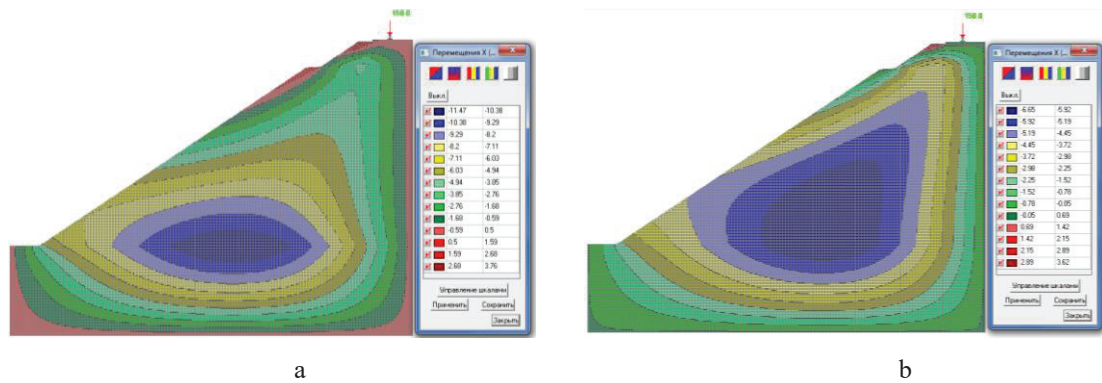 150.0
Перемещения X (...
Выкл.
-11.47 -10.38
-10.38 -9.29
-9.29 -8.2
-8.2 -7.11
-7.11 -6.03
-6.03 -4.94
-4.94 -3.85
-3.85 -2.76
-2.76 -1.68
-1.68 -0.59
-0.59 0.5
0.5 1.59
1.59 2.68
2.68 3.76
Управление шкалами
Применить Сохранить
Закрыть
a
150.0
Перемещения X (...
Выкл.
-6.65 -5.92
-5.92 -5.19
-5.19 -4.45
-4.45 -3.72
-3.72 -2.98
-2.98 -2.25
-2.25 -1.52
-1.52 -0.78
-0.78 -0.05
-0.05 0.69
0.69 1.42
1.42 2.15
2.15 2.89
2.89 3.62
Управление шкалами
Применить Сохранить
Закрыть
b